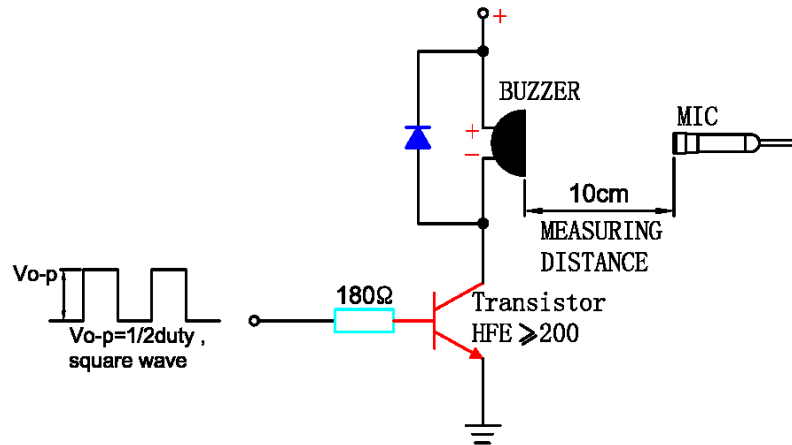 +
BUZZER
MIC
+
−
10cm
MEASURING
DISTANCE
Vo-p
180Ω
Transistor
HFE ⩾200
Vo-p=1/2duty ,
square wave